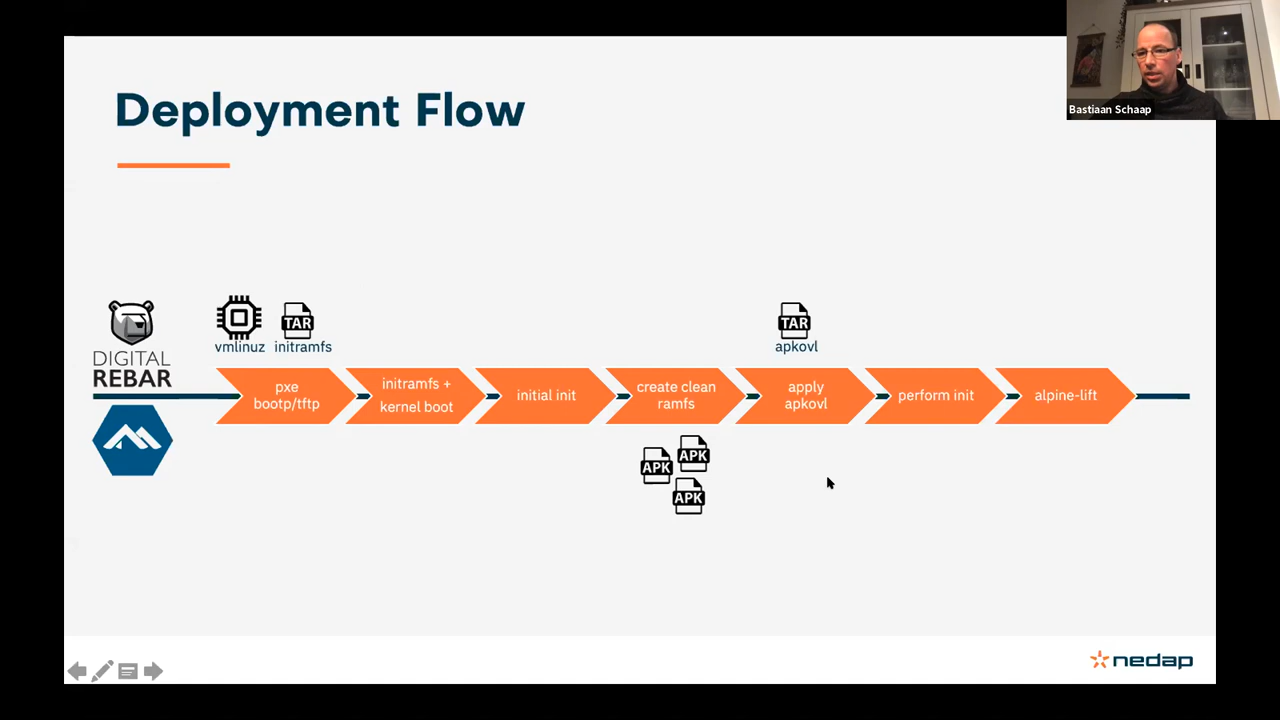 Bastiaan Schaap
Deployment Flow
DIGITAL
REBAR
TAR
vmlinuz
initramfs
TAR
apkovl
pxe
bootp/tftp
initramfs +
kernel boot
initial init
create clean
ramfs
apply
apkovl
perform init
alpine-lift
APK
APK
APK
nedap